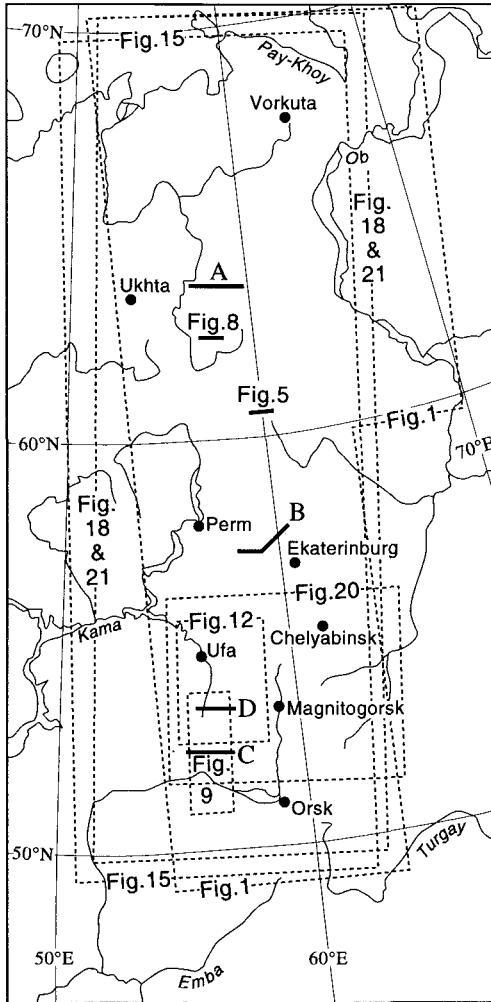 70°N
Fig.15
Pay-Khoy
Vorkuta
Ob
Fig.
18
&
21
A
Ukhta
Fig.8
Fig.5
Fig.1
60°N
70°E
Fig.
18
&
21
Perm
B
Ekaterinburg
Fig.20
Fig.12
Kama
Ufa
Chelyabinsk
D
Magnitogorsk
C
Fig.
9
Orsk
Turgay
50°N
Fig.15
Fig.1
50°E
60°E
Emba